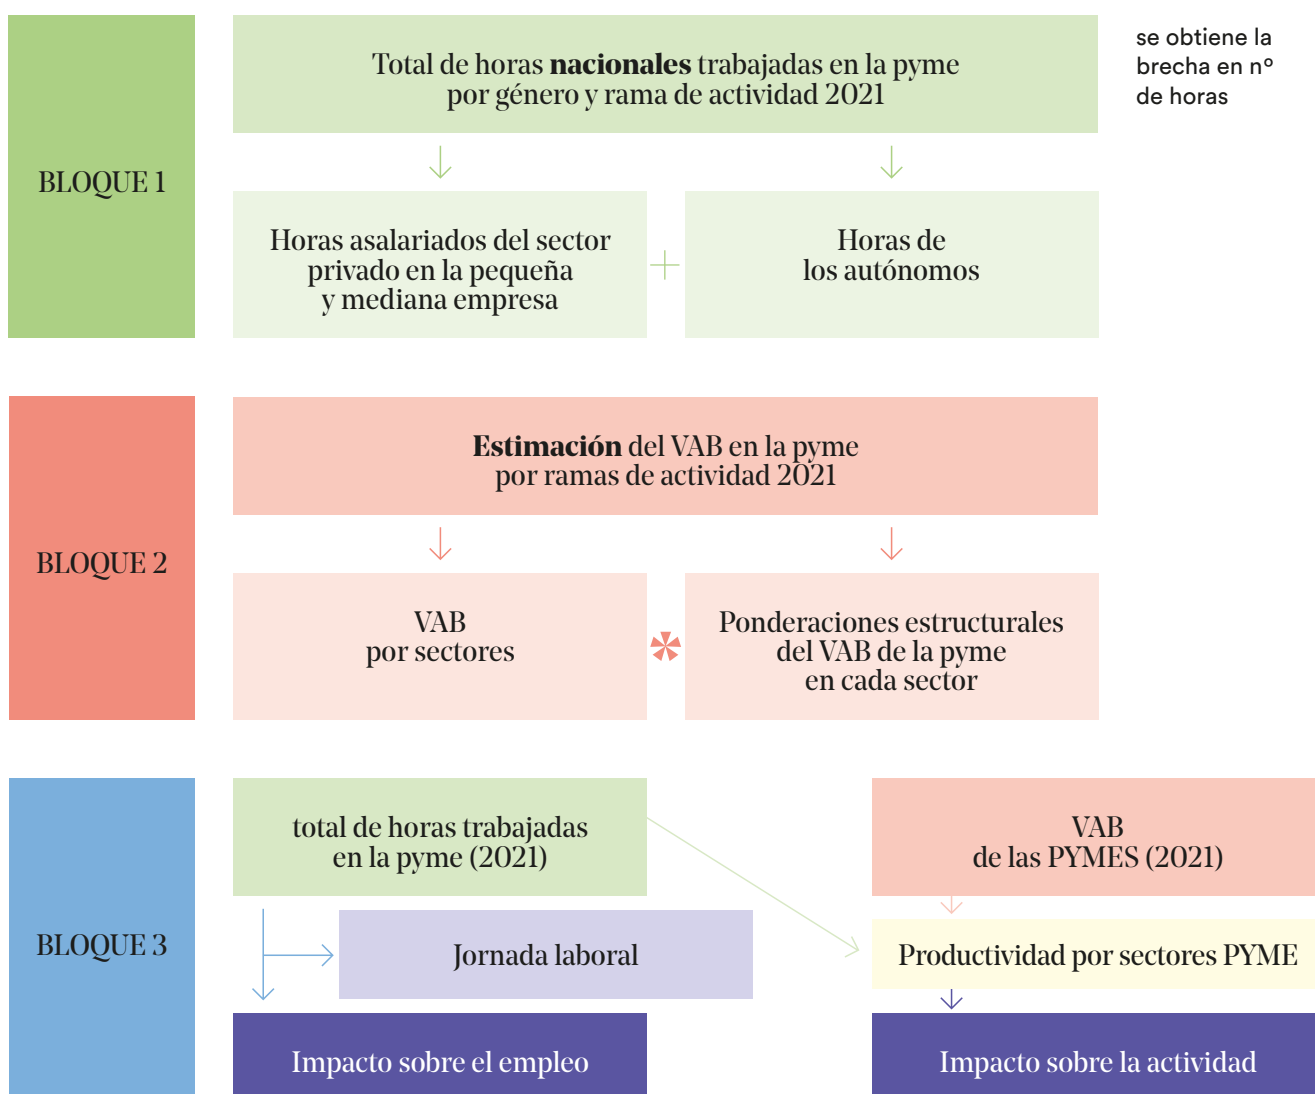 BLOQUE 1
Total de horas nacionales trabajadas en la pyme
por género y rama de actividad 2021
se obtiene la
brecha en nº
de horas
Horas asalariados del sector
privado en la pequeña
y mediana empresa
+
Horas de
los autónomos
BLOQUE 2
Estimación del VAB en la pyme
por ramas de actividad 2021
VAB
por sectores
*
Ponderaciones estructurales
del VAB de la pyme
en cada sector
BLOQUE 3
total de horas trabajadas
en la pyme (2021)
VAB
de las PYMES (2021)
Jornada laboral
Productividad por sectores PYME
Impacto sobre el empleo
Impacto sobre la actividad